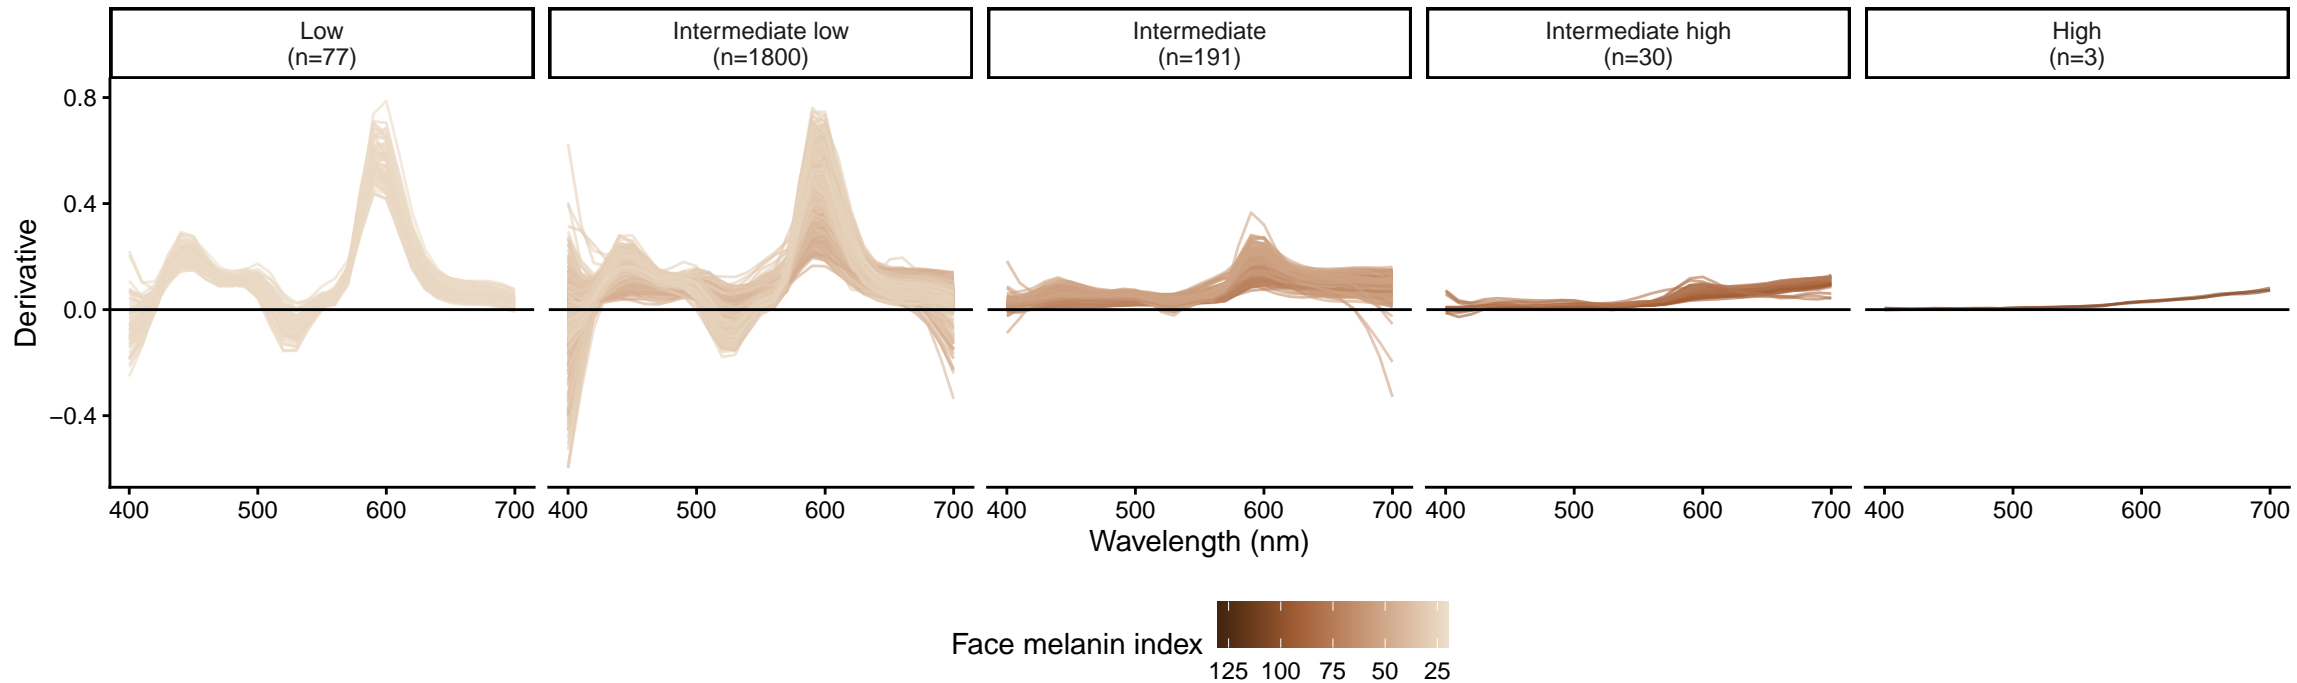 Low
(n=77)
Intermediate low
(n=1800)
Intermediate
(n=191)
Intermediate high
(n=30)
High
(n=3)
0.8
0.4
0.0
−0.4
Derivative
400 500 600 700
400 500 600 700
400 500 600 700
400 500 600 700
400 500 600 700
Wavelength (nm)
Face melanin index
125 100 75 50 25